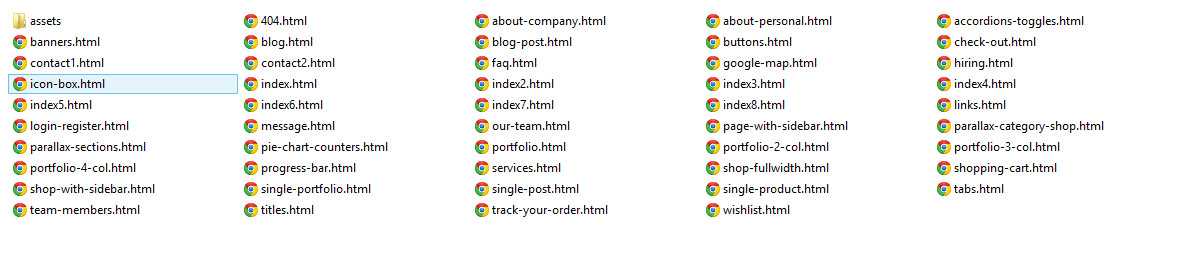 assets 404.html about-company.html about-personal.html accordions-toggles.html
banners.html blog.html blog-post.html buttons.html check-out.html
contact1.html contact2.html faq.html google-map.html hiring.html
icon-box.html index.html index2.html index3.html index4.html
index5.html index6.html index7.html index8.html links.html
login-register.html message.html our-team.html page-with-sidebar.html parallax-category-shop.html
parallax-sections.html pie-chart-counters.html portfolio.html portfolio-2-col.html portfolio-3-col.html
portfolio-4-col.html progress-bar.html services.html shop-fullwidth.html shopping-cart.html
shop-with-sidebar.html single-portfolio.html single-post.html single-product.html tabs.html
team-members.html titles.html track-your-order.html wishlist.html